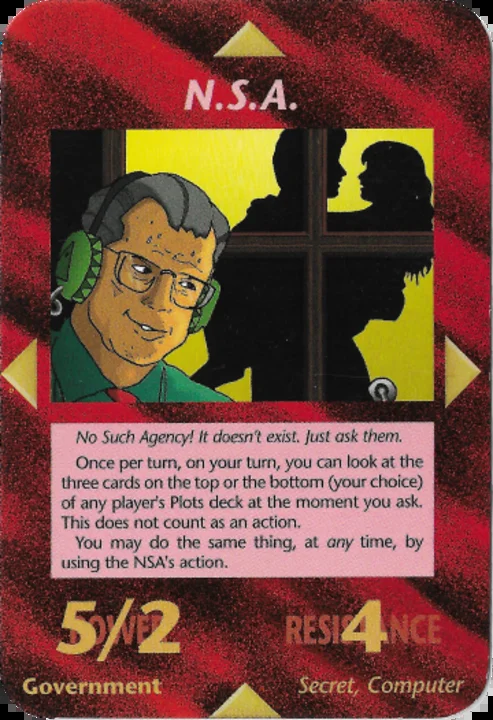 N.S.A.
No Such Agency! It doesn't exist. Just ask them.
Once per turn, on your turn, you can look at the
three cards on the top or the bottom (your choice)
of any player's Plots deck at the moment you ask.
This does not count as an action.
You may do the same thing, at any time, by
using the NSA's action.
POWER 5/2 RESISTANCE 4
Government Secret, Computer